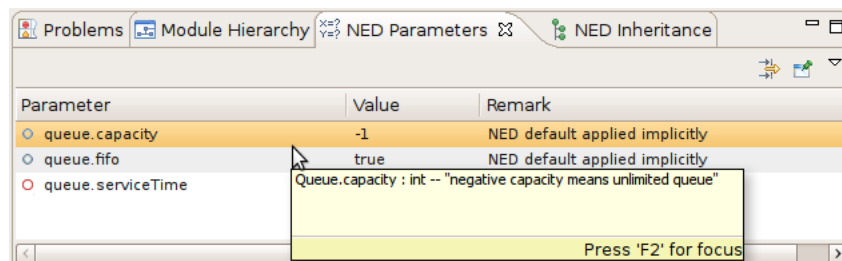 Problems Module Hierarchy X=? Y=? NED Parameters NED Inheritance
Parameter Value Remark
queue.capacity -1 NED default applied implicitly
queue.fifo true NED default applied implicitly
queue.serviceTime
Queue.capacity : int -- "negative capacity means unlimited queue"
Press 'F2' for focus